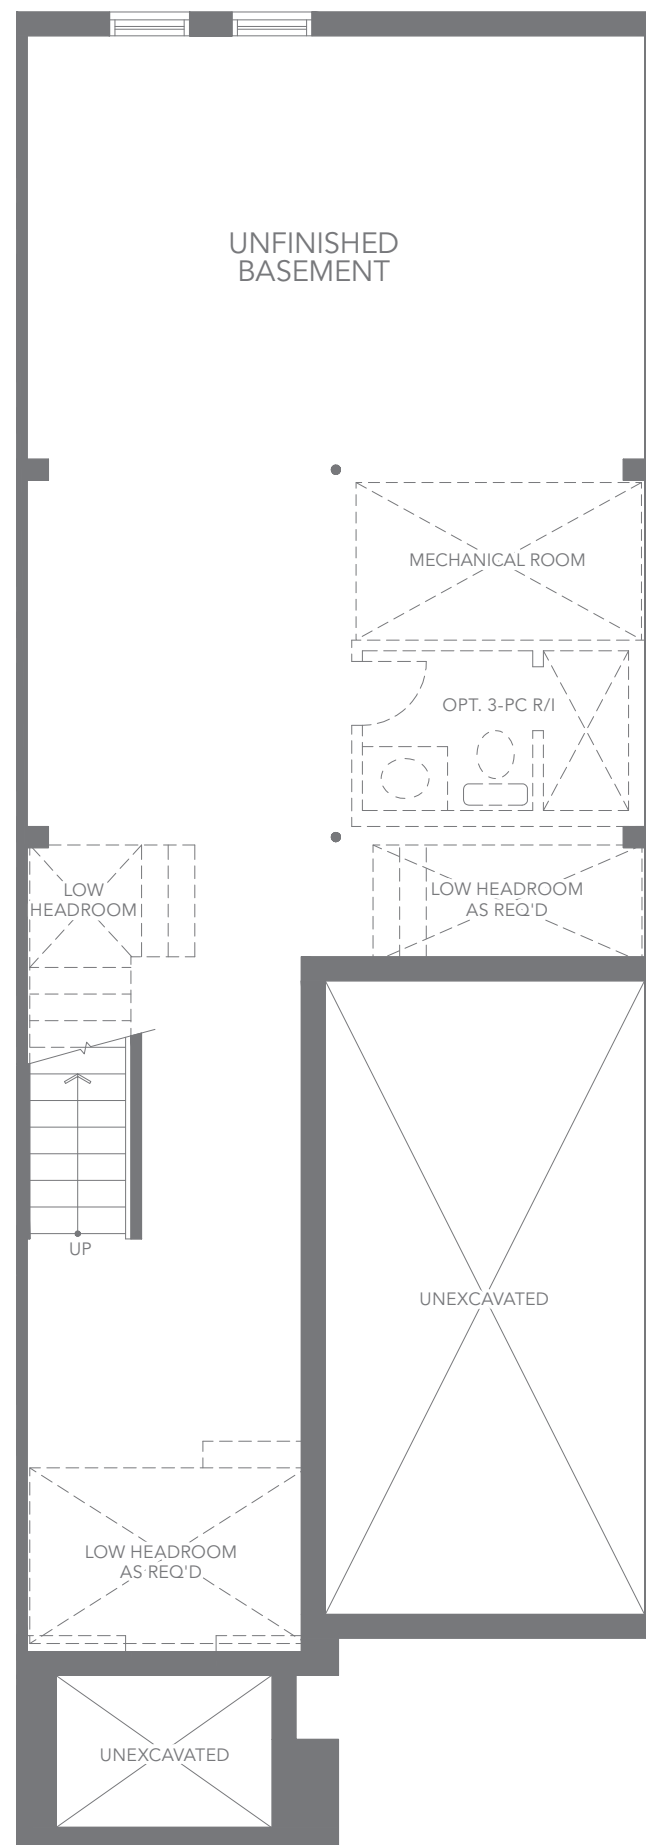 UNFINISHED
BASEMENT
MECHANICAL ROOM
OPT. 3-PC R/I
LOW
HEADROOM
LOW HEADROOM
AS REQ'D
UP
UNEXCAVATED
LOW HEADROOM
AS REQ'D
UNEXCAVATED